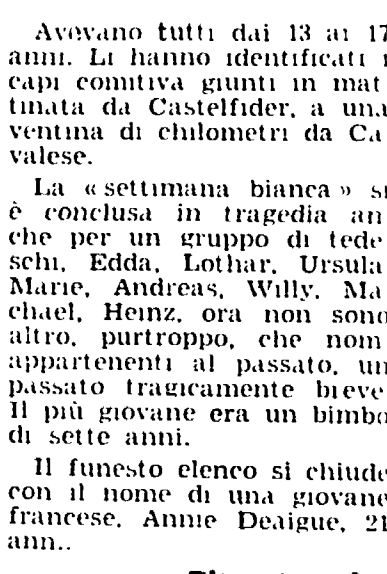 Avevano tutti dai 13 ai 17
anni. Li hanno identificati i
capi comitiva giunti in mat
tinata da Castelfider, a una
ventina di chilometri da Ca
valese.
La «settimana bianca» si
è conclusa in tragedia an
che per un gruppo di tede
schi. Edda, Lothar, Ursula
Marie, Andreas, Willy, Ma
chael, Heinz, ora non sono
altro, purtroppo, che nom
appartenenti al passato, un
passato tragicamente breve
Il più giovane era un bimbo
di sette anni.
Il funesto elenco si chiude
con il nome di una giovane
francese, Annie Deaigue, 21
anni.